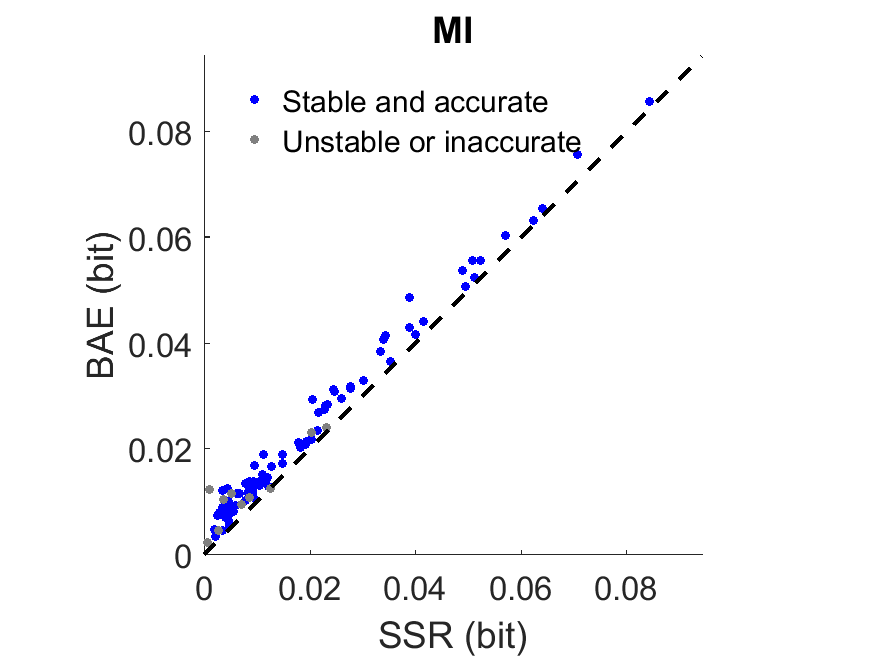 MI
Stable and accurate
Unstable or inaccurate
BAE (bit)
0.08
0.06
0.04
0.02
0
0 0.02 0.04 0.06 0.08
SSR (bit)